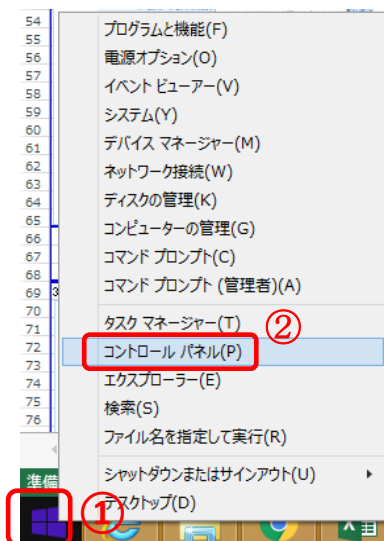 54
55
56
57
58
59
60
61
62
63
64
65
66
67
68
69 3
70
71
72
73
74
75
76
プログラムと機能(F)
電源オプション(O)
イベント ビューアー(V)
システム(Y)
デバイス マネージャー(M)
ネットワーク接続(W)
ディスクの管理(K)
コンピューターの管理(G)
コマンド プロンプト(C)
コマンド プロンプト (管理者)(A)
タスク マネージャー(T)
②
コントロール パネル(P)
エクスプローラー(E)
検索(S)
ファイル名を指定して実行(R)
シャットダウンまたはサインアウト(U)
デスクトップ(D)
準備
①